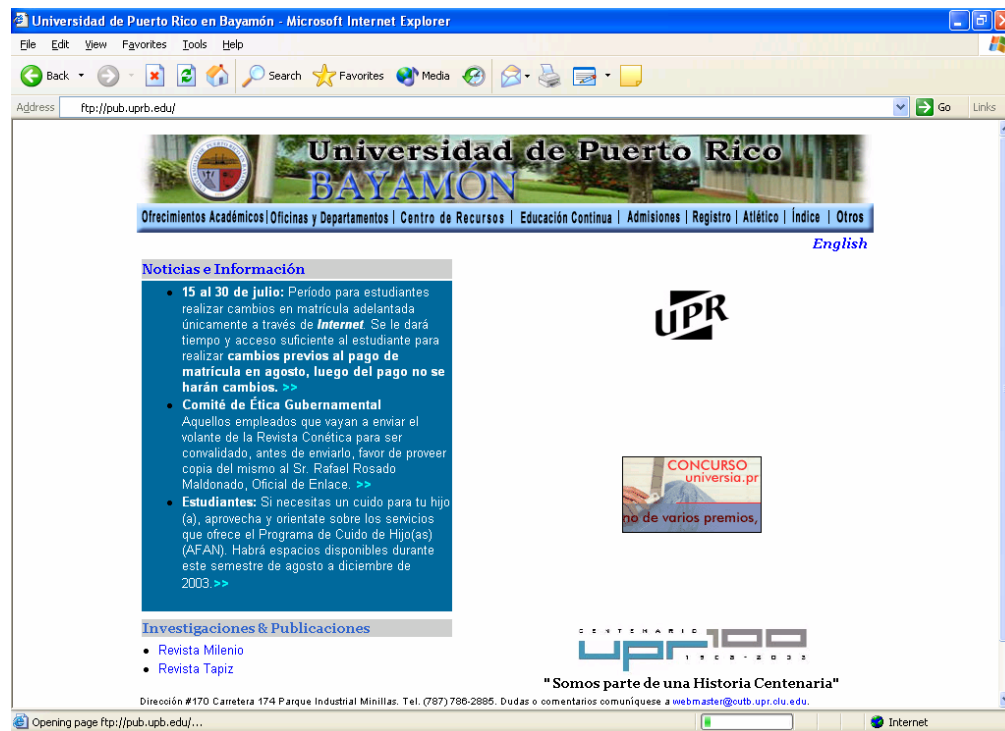 Universidad de Puerto Rico en Bayamón - Microsoft Internet Explorer
File Edit View Favorites Tools Help
Back Search Favorites Media
Address ftp://pub.uprb.edu/ Go Links
Universidad de Puerto Rico
BAYAMÓN
Ofrecimientos Académicos | Oficinas y Departamentos | Centro de Recursos | Educación Continua | Admisiones | Registro | Atlético | Índice | Otros
English
Noticias e Información
15 al 30 de julio: Período para estudiantes
realizar cambios en matrícula adelantada
únicamente a través de Internet. Se le dará
tiempo y acceso suficiente al estudiante para
realizar cambios previos al pago de
matrícula en agosto, luego del pago no se
harán cambios. >>
Comité de Ética Gubernamental
Aquellos empleados que vayan a enviar el
volante de la Revista Conética para ser
convalidado, antes de enviarlo, favor de proveer
copia del mismo al Sr. Rafael Rosado
Maldonado, Oficial de Enlace. >>
Estudiantes: Si necesitas un cuido para tu hijo
(a), aprovecha y orientate sobre los servicios
que ofrece el Programa de Cuido de Hijo(as)
(AFAN). Habrá espacios disponibles durante
este semestre de agosto a diciembre de
2003.>>
Investigaciones & Publicaciones
Revista Milenio
Revista Tapiz
UPR
CONCURSO
universia.pr
no de varios premios,
CENTENARIO
upr100
1903-2003
"Somos parte de una Historia Centenaria"
Dirección #170 Carretera 174 Parque Industrial Minillas. Tel. (787) 786-2885. Dudas o comentarios comuníquese a webmaster@cutb.upr.clu.edu.
Opening page ftp://pub.upb.edu/... Internet